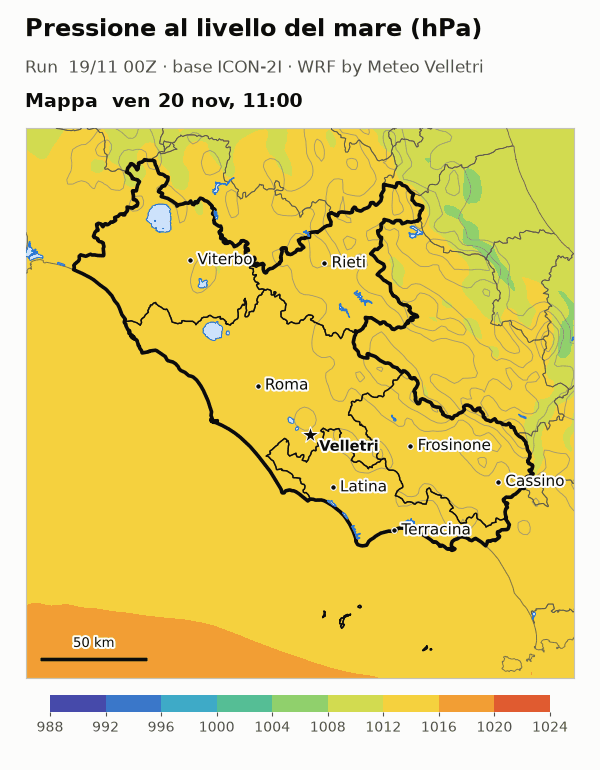 Pressione al livello del mare (hPa)
Run  19/11 00Z · base ICON-2I · WRF by Meteo Velletri
Mappa  ven 20 nov, 11:00
Viterbo
Rieti
Roma
Velletri
Frosinone
Latina
Cassino
Terracina
50 km
988 992 996 1000 1004 1008 1012 1016 1020 1024